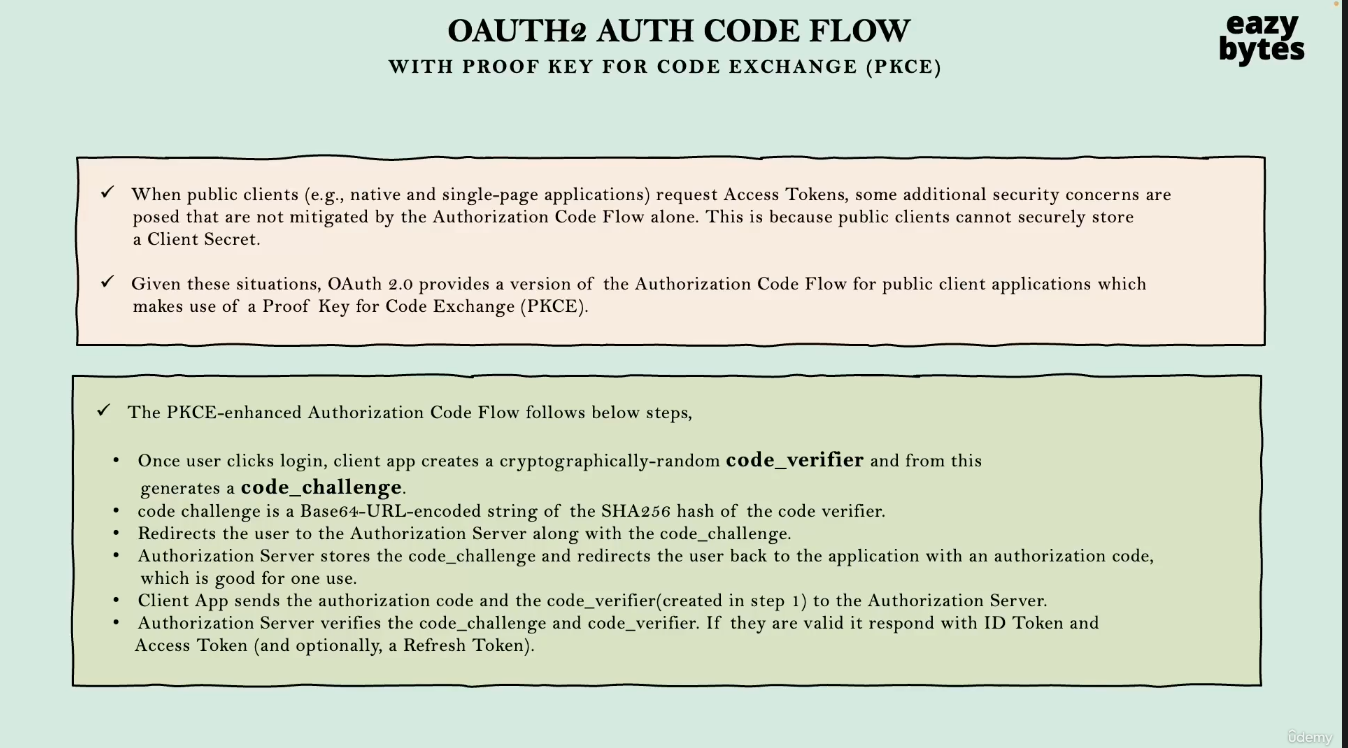 OAUTH2 AUTH CODE FLOW
WITH PROOF KEY FOR CODE EXCHANGE (PKCE)
eazy
bytes
✓ When public clients (e.g., native and single-page applications) request Access Tokens, some additional security concerns are
posed that are not mitigated by the Authorization Code Flow alone. This is because public clients cannot securely store
a Client Secret.
✓ Given these situations, OAuth 2.0 provides a version of the Authorization Code Flow for public client applications which
makes use of a Proof Key for Code Exchange (PKCE).
✓ The PKCE-enhanced Authorization Code Flow follows below steps,
• Once user clicks login, client app creates a cryptographically-random code_verifier and from this
generates a code_challenge.
• code challenge is a Base64-URL-encoded string of the SHA256 hash of the code verifier.
• Redirects the user to the Authorization Server along with the code_challenge.
• Authorization Server stores the code_challenge and redirects the user back to the application with an authorization code,
which is good for one use.
• Client App sends the authorization code and the code_verifier(created in step 1) to the Authorization Server.
• Authorization Server verifies the code_challenge and code_verifier. If they are valid it respond with ID Token and
Access Token (and optionally, a Refresh Token).
ûdemy